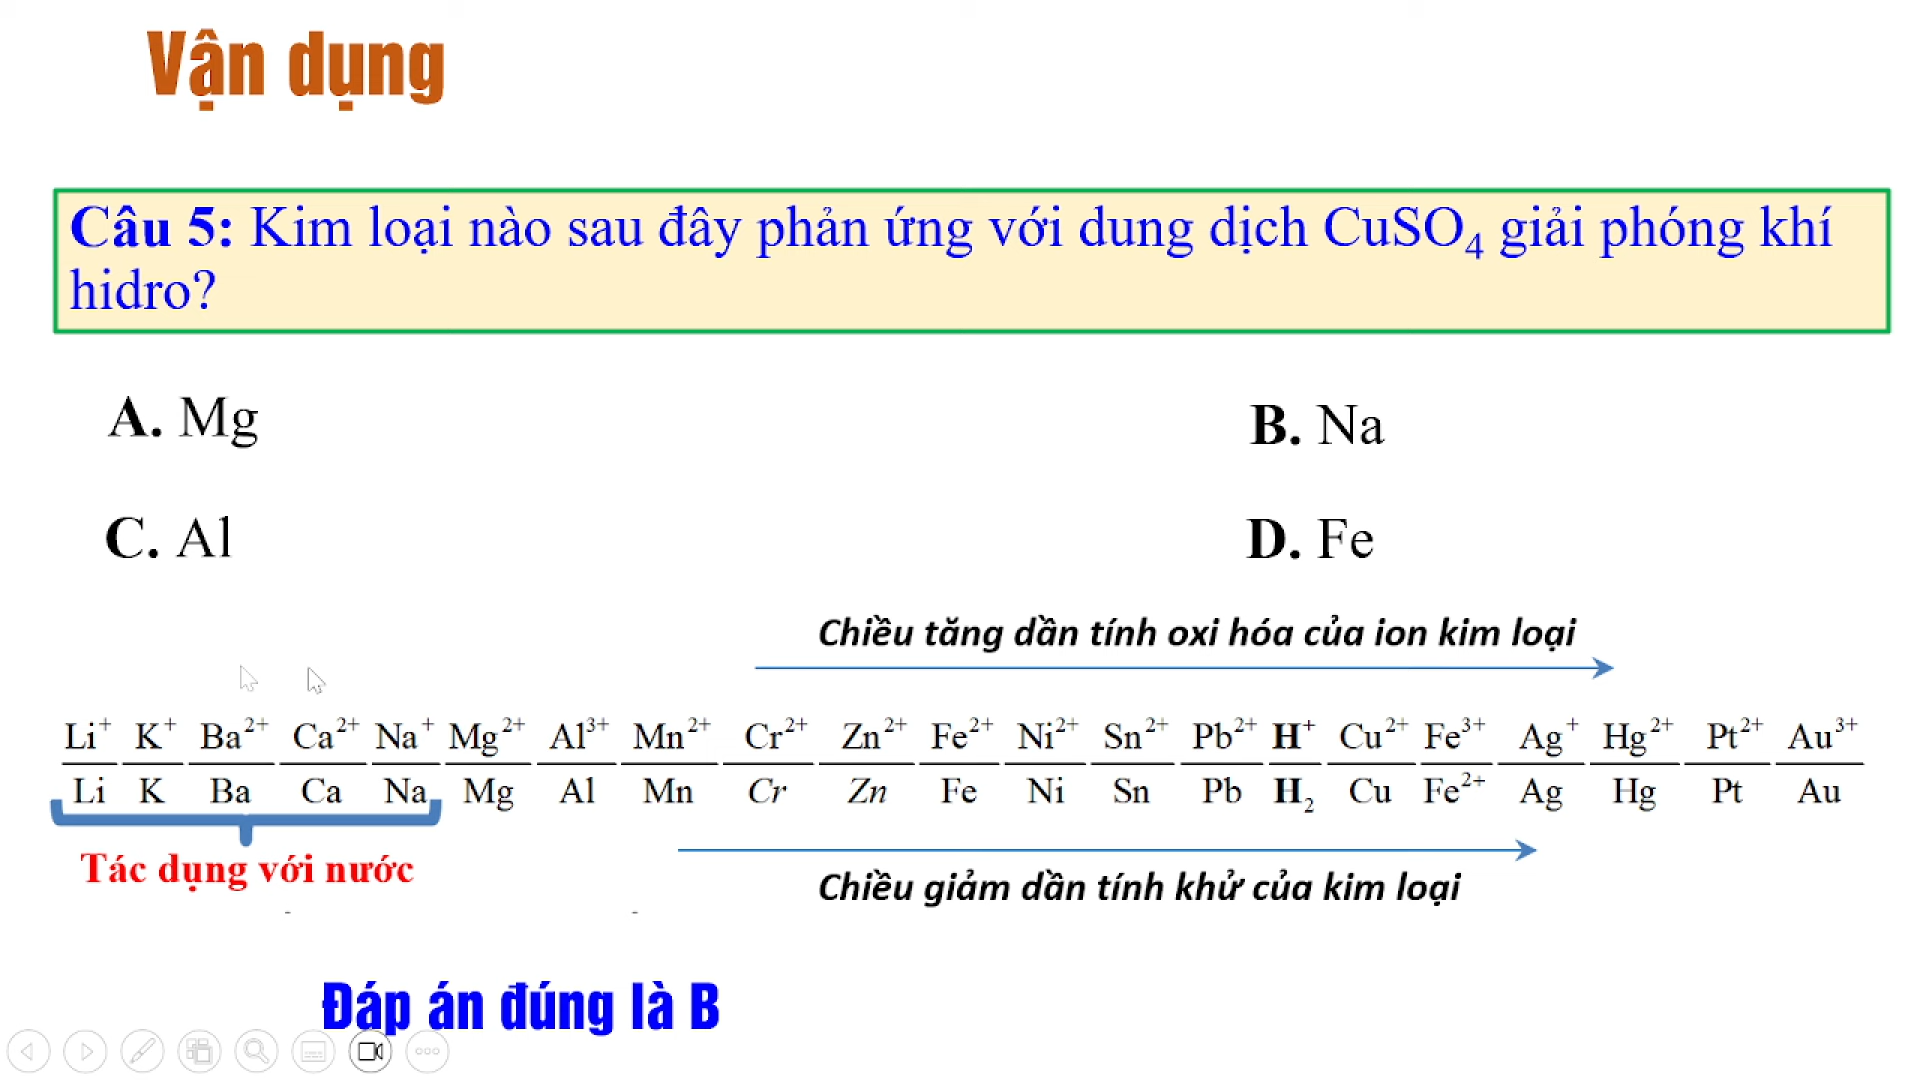 Vận dụng
Câu 5: Kim loại nào sau đây phản ứng với dung dịch CuSO₄ giải phóng khí
hidro?
A. Mg
B. Na
C. Al
D. Fe
Chiều tăng dần tính oxi hóa của ion kim loại
Li⁺ K⁺ Ba²⁺ Ca²⁺ Na⁺ Mg²⁺ Al³⁺ Mn²⁺ Cr²⁺ Zn²⁺ Fe²⁺ Ni²⁺ Sn²⁺ Pb²⁺ H⁺ Cu²⁺ Fe³⁺ Ag⁺ Hg²⁺ Pt²⁺ Au³⁺
Li K Ba Ca Na Mg Al Mn Cr Zn Fe Ni Sn Pb H₂ Cu Fe²⁺ Ag Hg Pt Au
Tác dụng với nước
Chiều giảm dần tính khử của kim loại
Đáp án đúng là B